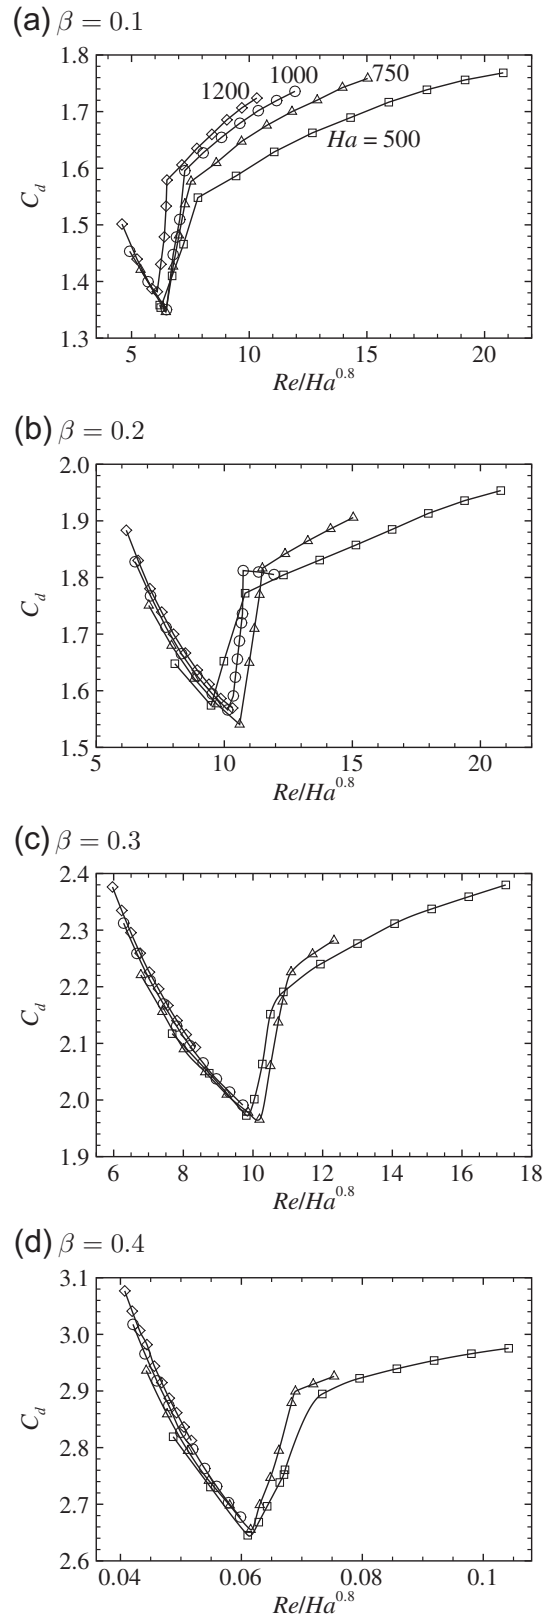 (a) β = 0.1
1.8
1.7
1.6
1.5
1.4
1.3
C_d
1200
1000
750
Ha = 500
5 10 15 20
Re/Ha^0.8
(b) β = 0.2
2.0
1.9
1.8
1.7
1.6
1.5
C_d
5 10 15 20
Re/Ha^0.8
(c) β = 0.3
2.4
2.3
2.2
2.1
2.0
1.9
C_d
6 8 10 12 14 16 18
Re/Ha^0.8
(d) β = 0.4
3.1
3.0
2.9
2.8
2.7
2.6
C_d
0.04 0.06 0.08 0.1
Re/Ha^0.8